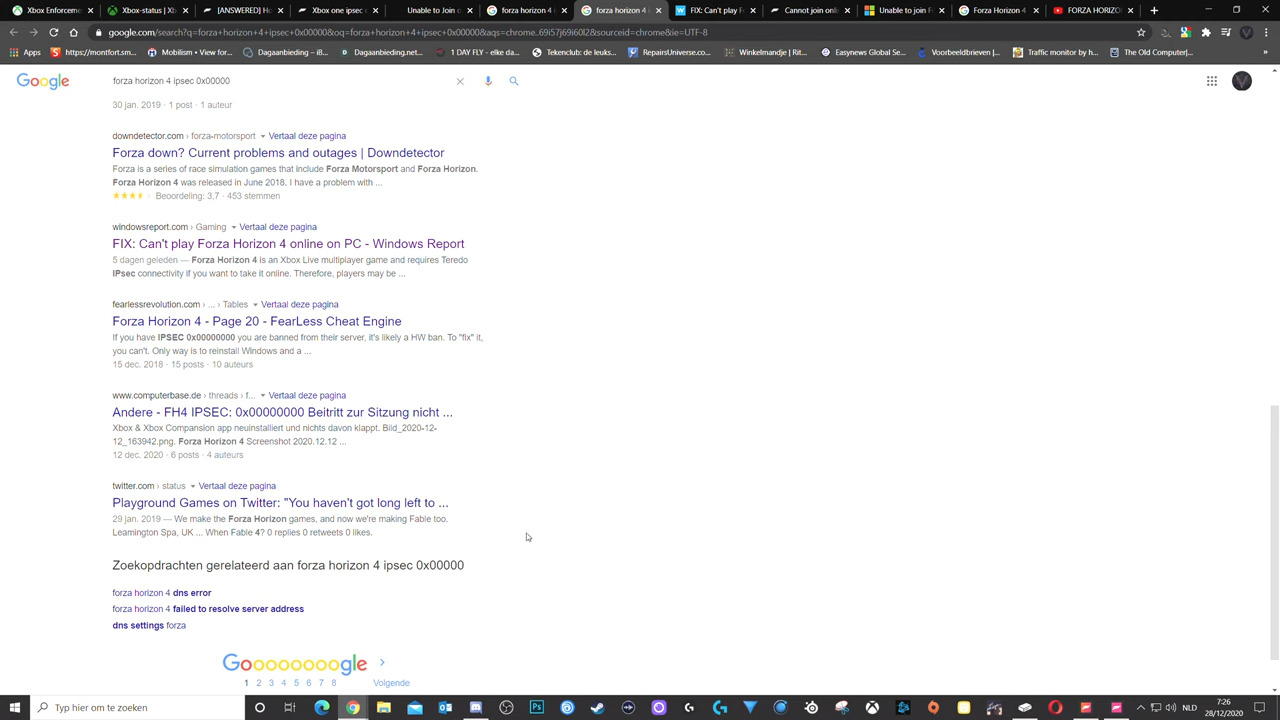 Xbox Enforceme
Xbox-status | Xb
[ANSWERED] Ho
Xbox one ipsec c
Unable to Join o
forza horizon 4 i
forza horizon 4 i
FIX: Can't play F
Cannot join onli
Unable to join Fo
Forza Horizon 4
FORZA HORIZO
google.com/search?q=forza+horizon+4+ipsec+0x00000&oq=forza+horizon+4+ipsec+0x00000&aqs=chrome..69i57j69i60l2&sourceid=chrome&ie=UTF-8
Apps
https://montfort.sm...
Mobilism • View for...
Dagaanbieding – iB...
Dagaanbieding.net...
1 DAY FLY - elke da...
Tekenclub: de leuks...
RepairsUniverse.co...
Winkelmandje | Rit...
Easynews Global Se...
Voorbeeldbrieven |...
Traffic monitor by h...
The Old Reader
Google
forza horizon 4 ipsec 0x00000
30 jan. 2019 · 1 post · 1 auteur
downdetector.com › forza-motorsport ▾ Vertaal deze pagina
Forza down? Current problems and outages | Downdetector
Forza is a series of race simulation games that include Forza Motorsport and Forza Horizon.
Forza Horizon 4 was released in June 2018. I have a problem with ...
Beoordeling: 3,7 · 453 stemmen
windowsreport.com › Gaming ▾ Vertaal deze pagina
FIX: Can't play Forza Horizon 4 online on PC - Windows Report
5 dagen geleden — Forza Horizon 4 is an Xbox Live multiplayer game and requires Teredo
IPsec connectivity if you want to take it online. Therefore, players may be ...
fearlessrevolution.com › ... › Tables ▾ Vertaal deze pagina
Forza Horizon 4 - Page 20 - FearLess Cheat Engine
If you have IPSEC 0x00000000 you are banned from their server, it's likely a HW ban. To "fix" it,
you can't. Only way is to reinstall Windows and a ...
15 dec. 2018 · 15 posts · 10 auteurs
www.computerbase.de › threads › f... ▾ Vertaal deze pagina
Andere - FH4 IPSEC: 0x00000000 Beitritt zur Sitzung nicht ...
Xbox & Xbox Compansion app neuinstalliert und nichts davon klappt. Bild_2020-12-
12_163942.png. Forza Horizon 4 Screenshot 2020.12.12 ...
12 dec. 2020 · 6 posts · 4 auteurs
twitter.com › status ▾ Vertaal deze pagina
Playground Games on Twitter: "You haven't got long left to ...
29 jan. 2019 — We make the Forza Horizon games, and now we're making Fable too.
Leamington Spa, UK ... When Fable 4? 0 replies 0 retweets 0 likes.
Zoekopdrachten gerelateerd aan forza horizon 4 ipsec 0x00000
forza horizon 4 dns error
forza horizon 4 failed to resolve server address
dns settings forza
Goooooooogle
1 2 3 4 5 6 7 8 Volgende
Typ hier om te zoeken
NLD
7:26
28/12/2020